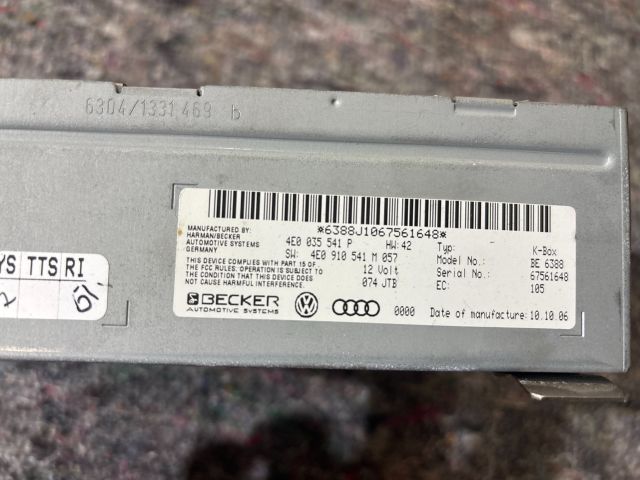 6304/1331 469 b
*6388J1067561648*
MANUFACTURED BY:
HARMAN/BECKER
AUTOMOTIVE SYSTEMS
GERMANY
4E0 035 541 P HW:42 Typ: K-Box
SW: 4E0 910 541 M 057 Model No.: BE 6388
12 Volt Serial No.: 67561648
074 JTB EC: 105
THIS DEVICE COMPLIES WITH PART 15 OF
THE FCC RULES. OPERATION IS SUBJECT TO
THE CONDITION THAT THIS DEVICE DOES
NOT CAUSE HARMFUL INTERFERENCE.
BECKER
AUTOMOTIVE SYSTEMS
0000 Date of manufacture: 10.10.06
YS TTS RI